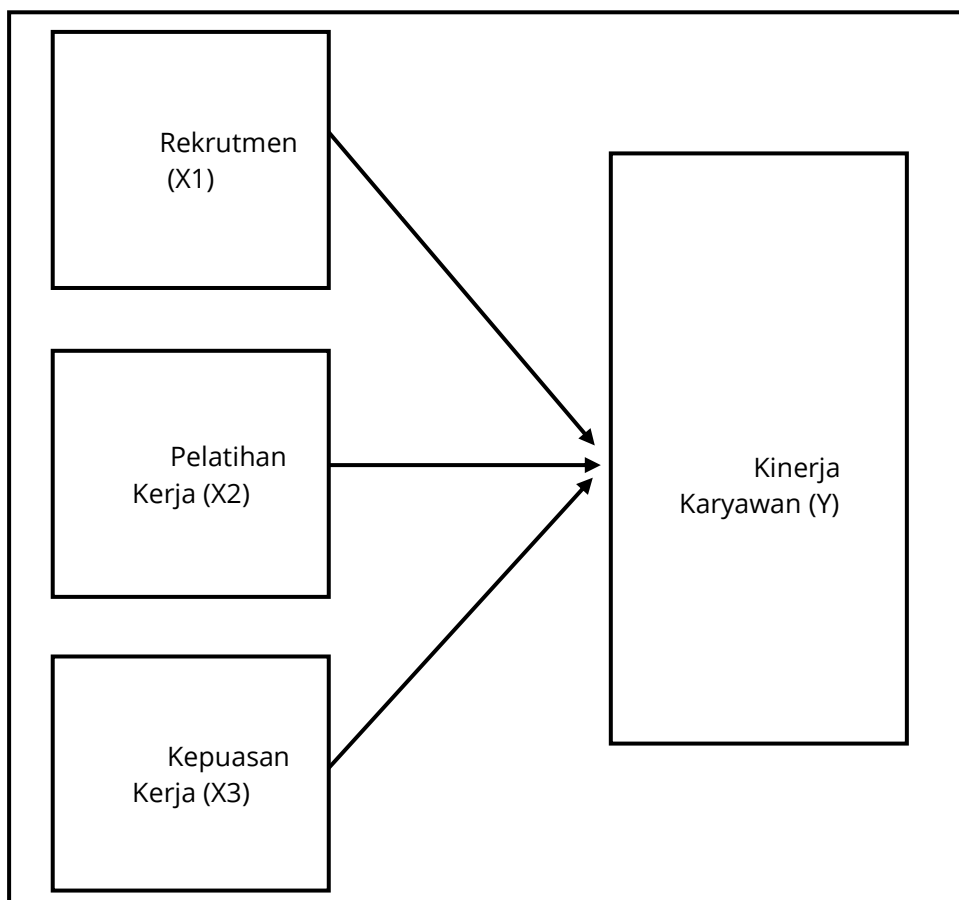 Rekrutmen
(X1)
Pelatihan
Kerja (X2)
Kepuasan
Kerja (X3)
Kinerja
Karyawan (Y)